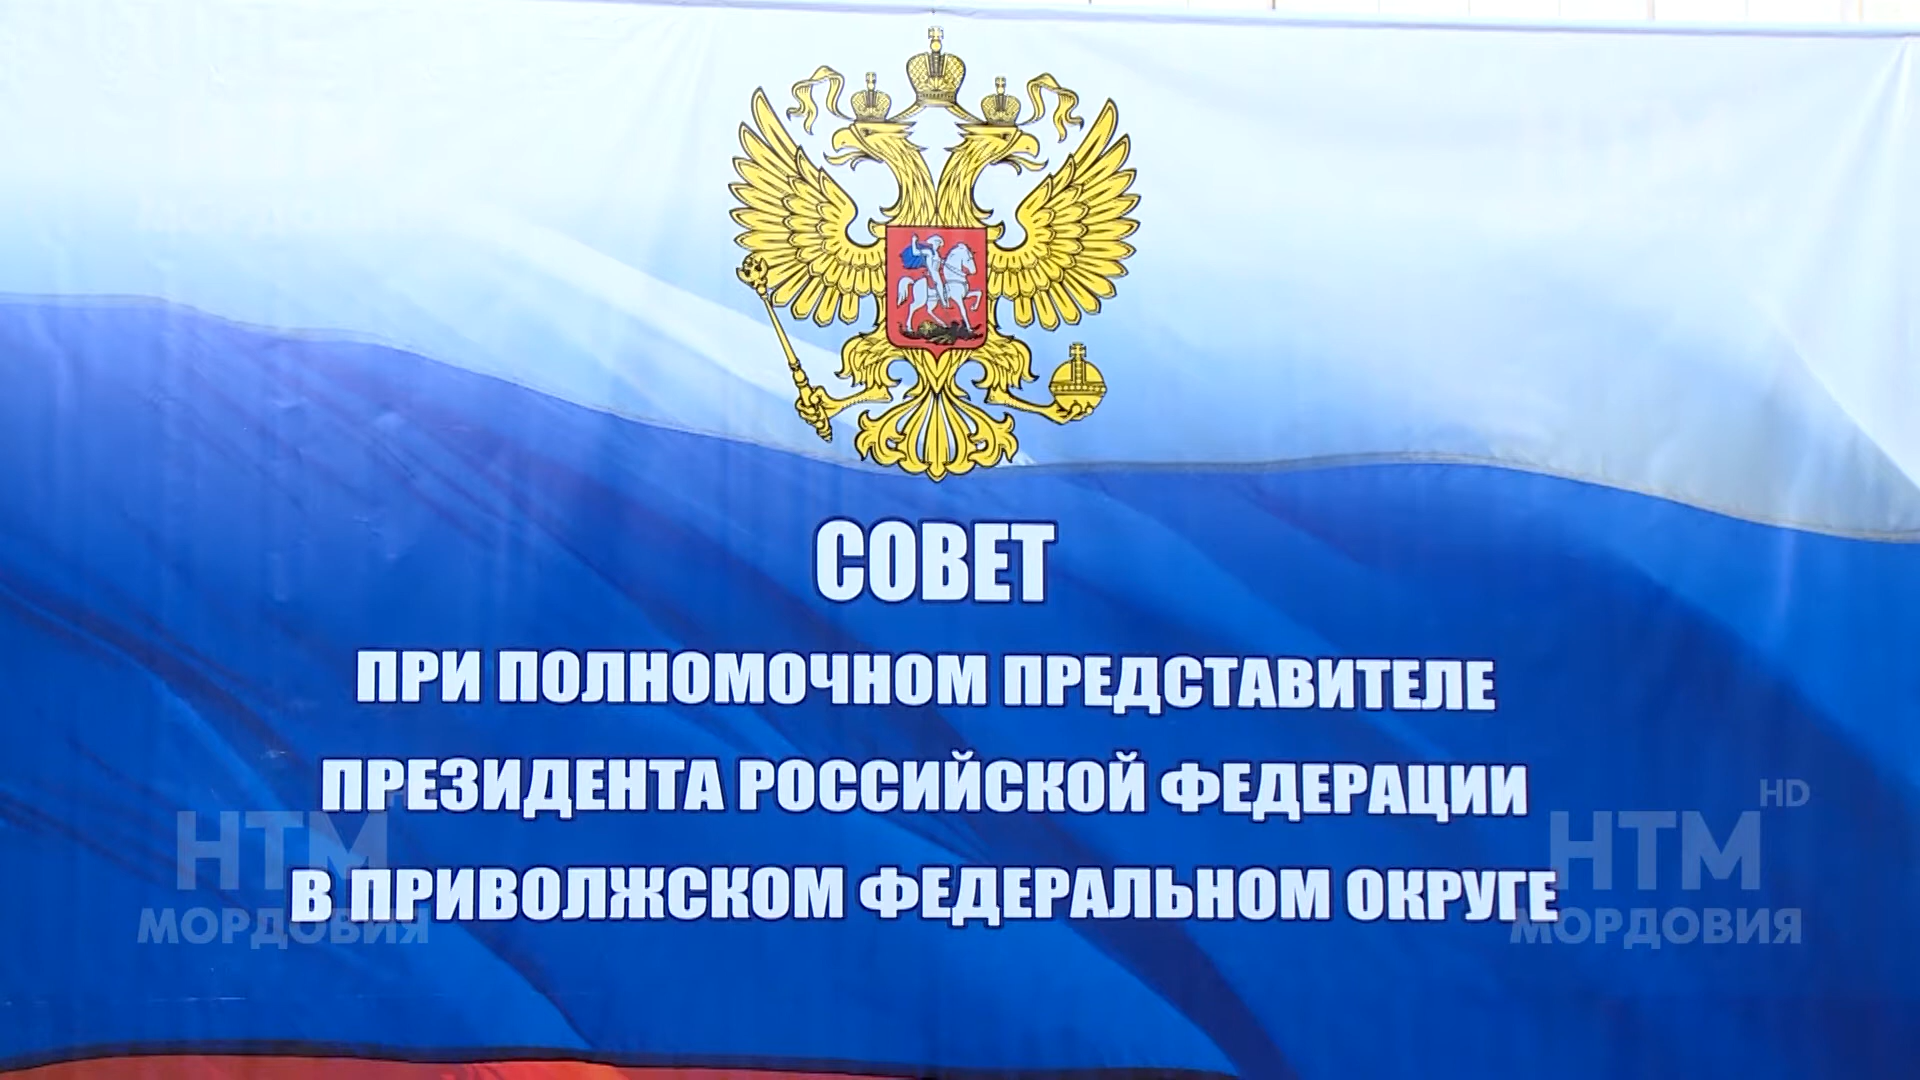 СОВЕТ
ПРИ ПОЛНОМОЧНОМ ПРЕДСТАВИТЕЛЕ
ПРЕЗИДЕНТА РОССИЙСКОЙ ФЕДЕРАЦИИ
В ПРИВОЛЖСКОМ ФЕДЕРАЛЬНОМ ОКРУГЕ
НТМ
МОРДОВИЯ
НТМ HD
МОРДОВИЯ